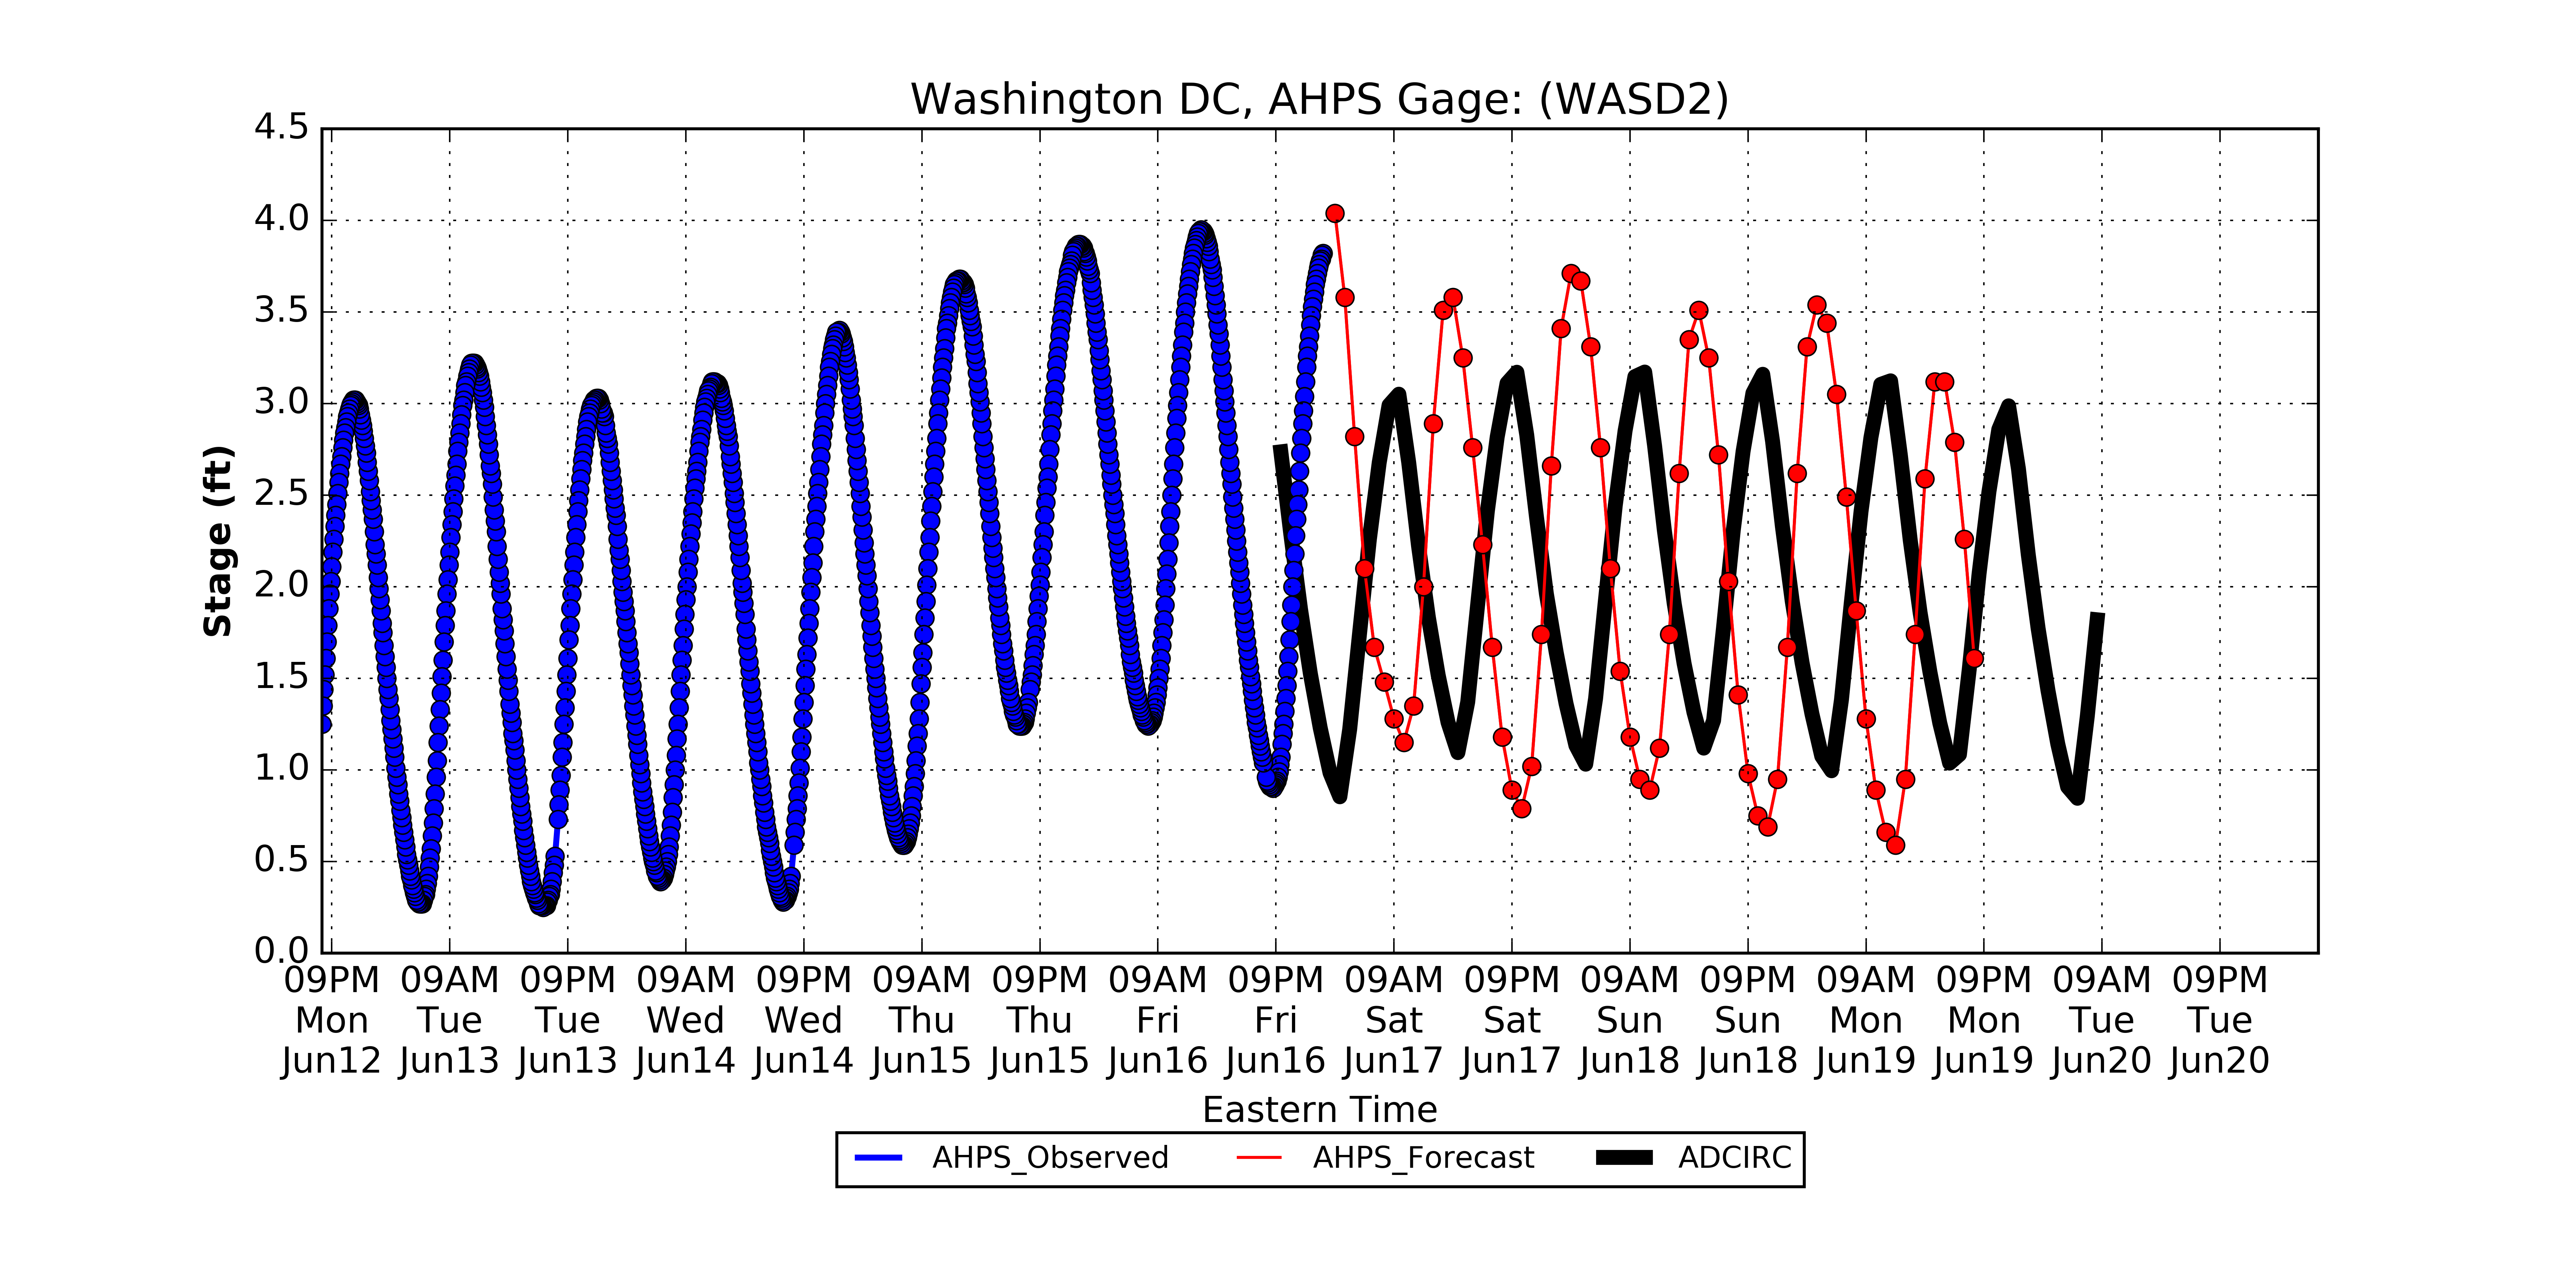 Washington DC, AHPS Gage: (WASD2)
4.5
4.0
3.5
3.0
2.5
2.0
1.5
1.0
0.5
0.0
Stage (ft)
09PM 09AM 09PM 09AM 09PM 09AM 09PM 09AM 09PM 09AM 09PM 09AM 09PM 09AM 09PM 09AM 09PM
Mon Tue Tue Wed Wed Thu Thu Fri Fri Sat Sat Sun Sun Mon Mon Tue Tue
Jun12 Jun13 Jun13 Jun14 Jun14 Jun15 Jun15 Jun16 Jun16 Jun17 Jun17 Jun18 Jun18 Jun19 Jun19 Jun20 Jun20
Eastern Time
AHPS_Observed AHPS_Forecast ADCIRC